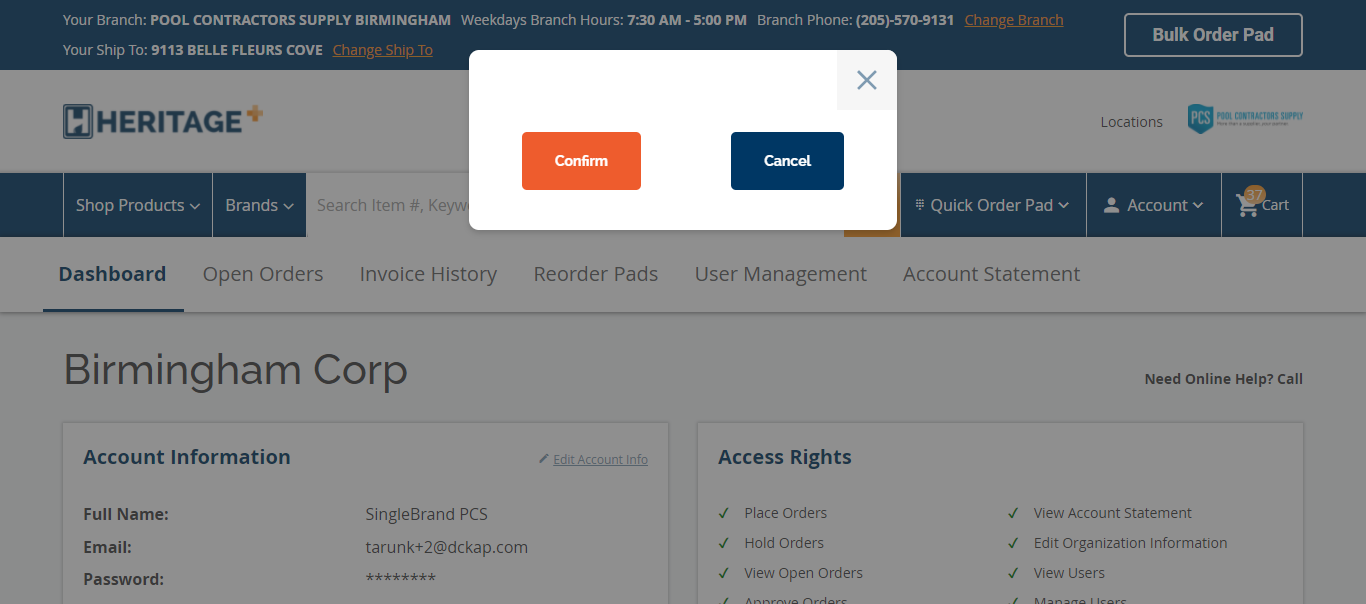 Your Branch: POOL CONTRACTORS SUPPLY BIRMINGHAM Weekdays Branch Hours: 7:30 AM - 5:00 PM Branch Phone: (205)-570-9131 Change Branch
Bulk Order Pad
Your Ship To: 9113 BELLE FLEURS COVE Change Ship To
HERITAGE+
Locations
PCS POOL CONTRACTORS SUPPLY
More than a supplier, your partner.
Confirm
Cancel
Shop Products
Brands
Search Item #, Keyw
Quick Order Pad
Account
37
Cart
Dashboard
Open Orders
Invoice History
Reorder Pads
User Management
Account Statement
Birmingham Corp
Need Online Help? Call
Account Information
Edit Account Info
Full Name: SingleBrand PCS
Email: tarunk+2@dckap.com
Password: ********
Access Rights
Place Orders
View Account Statement
Hold Orders
Edit Organization Information
View Open Orders
View Users
Approve Orders
Manage Users